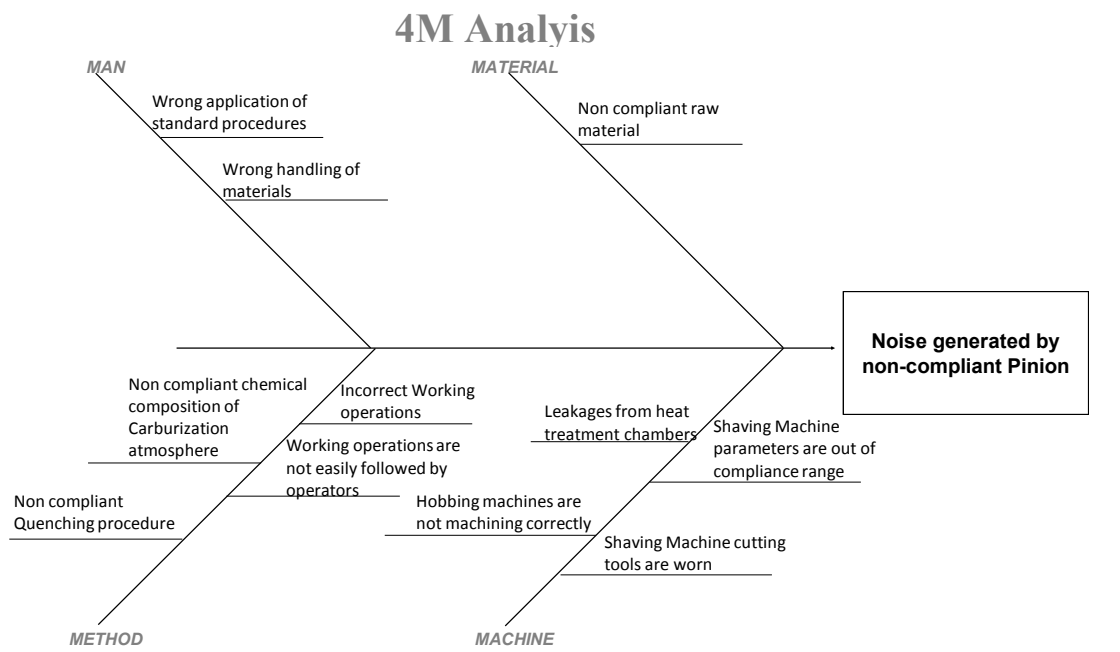 4M Analyis
MAN
MATERIAL
Wrong application of
standard procedures
Non compliant raw
material
Wrong handling of
materials
Noise generated by
non-compliant Pinion
Non compliant chemical
composition of
Carburization
atmosphere
Incorrect Working
operations
Working operations are
not easily followed by
operators
Non compliant
Quenching procedure
Leakages from heat
treatment chambers
Shaving Machine
parameters are out of
compliance range
Hobbing machines are
not machining correctly
Shaving Machine cutting
tools are worn
METHOD
MACHINE